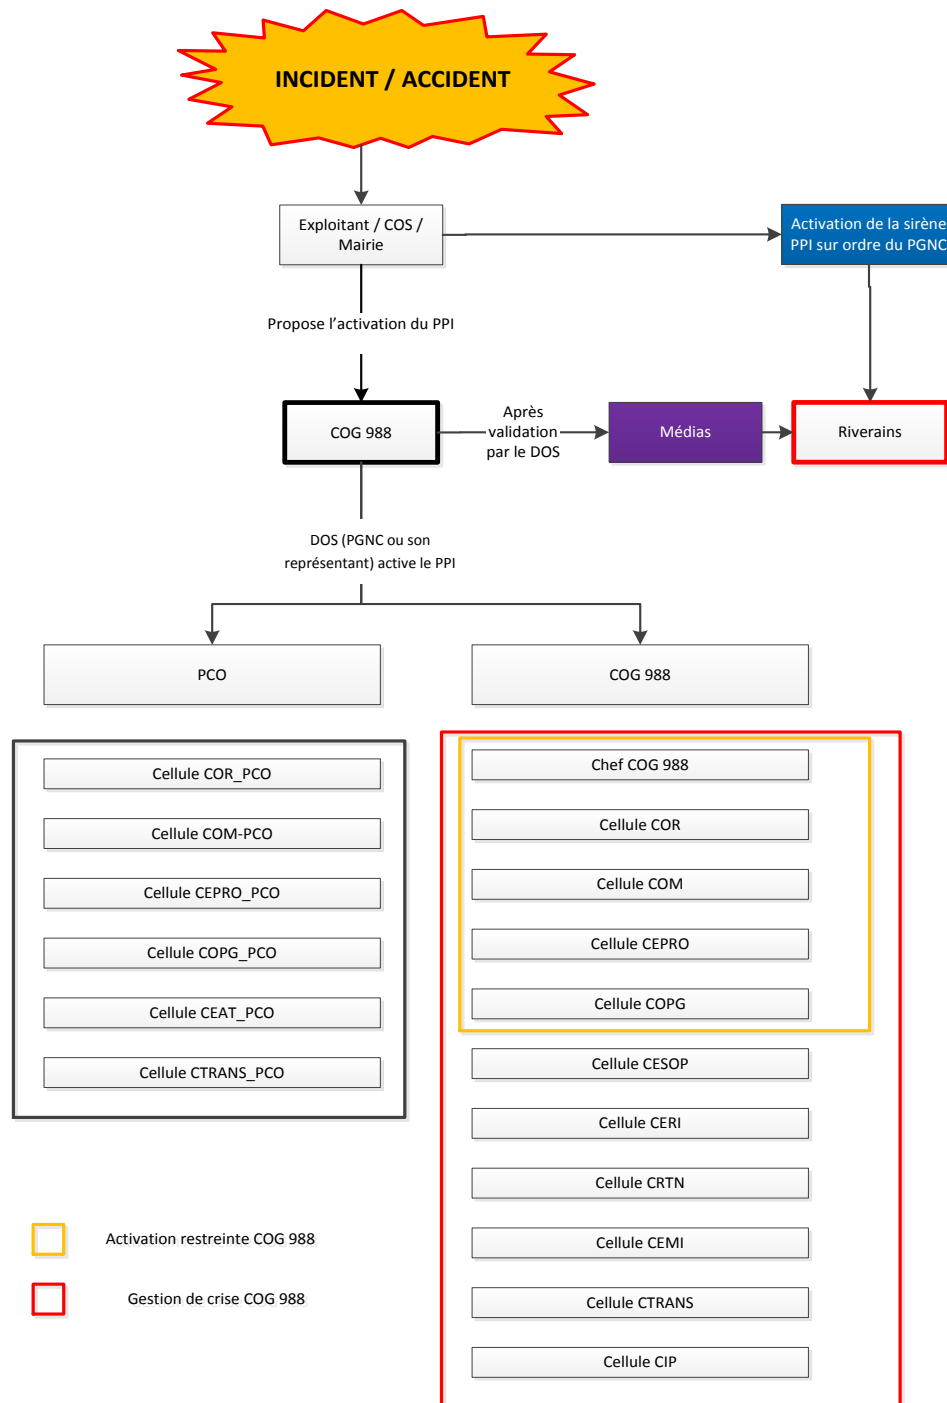 INCIDENT / ACCIDENT
Exploitant / COS /
Mairie
Activation de la sirène
PPI sur ordre du PGNC
Propose l’activation du PPI
COG 988
Après
validation
par le DOS
Médias
Riverains
DOS (PGNC ou son
représentant) active le PPI
PCO
COG 988
Cellule COR_PCO
Cellule COM-PCO
Cellule CEPRO_PCO
Cellule COPG_PCO
Cellule CEAT_PCO
Cellule CTRANS_PCO
Chef COG 988
Cellule COR
Cellule COM
Cellule CEPRO
Cellule COPG
Cellule CESOP
Cellule CERI
Cellule CRTN
Cellule CEMI
Cellule CTRANS
Cellule CIP
Activation restreinte COG 988
Gestion de crise COG 988